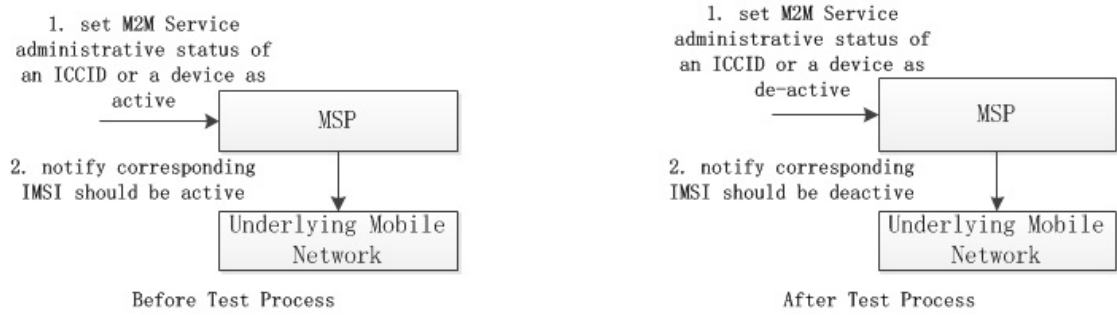 1. set M2M Service
administrative status of
an ICCID or a device as
active
MSP
2. notify corresponding
IMSI should be active
Underlying Mobile
Network
Before Test Process
1. set M2M Service
administrative status of
an ICCID or a device as
de-active
MSP
2. notify corresponding
IMSI should be deactive
Underlying Mobile
Network
After Test Process